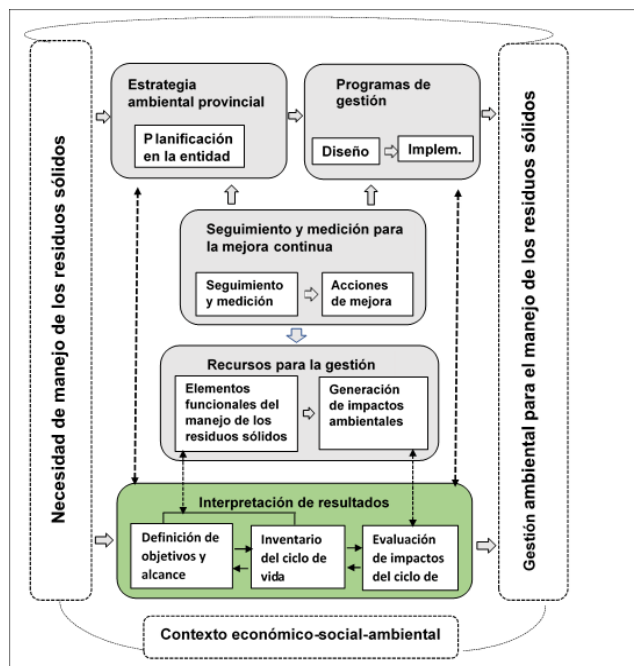 Necesidad de manejo de los residuos sólidos
Estrategia
ambiental provincial
Planificación
en la entidad
Programas de
gestión
Diseño
Implem.
Seguimiento y medición para
la mejora continua
Seguimiento
y medición
Acciones
de mejora
Recursos para la gestión
Elementos
funcionales del
manejo de los
residuos sólidos
Generación
de impactos
ambientales
Interpretación de resultados
Definición de
objetivos y
alcance
Inventario
del ciclo de
vida
Evaluación
de impactos
del ciclo de
Gestión ambiental para el manejo de los residuos sólidos
Contexto económico-social-ambiental